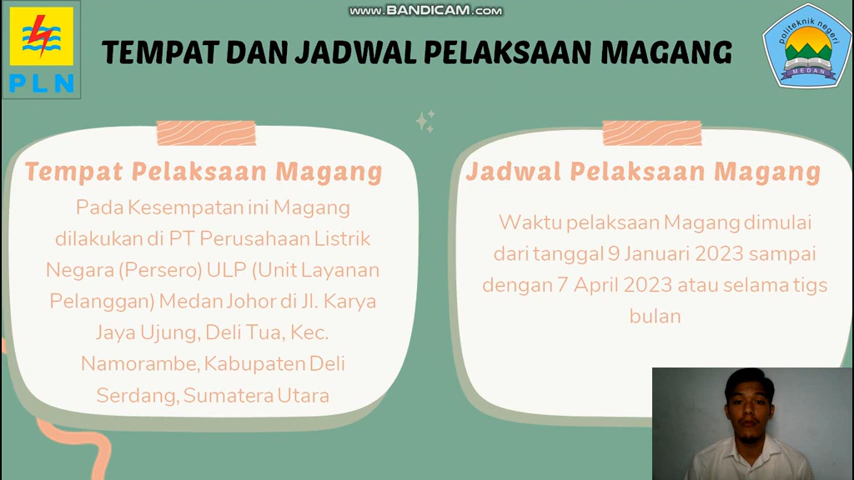 WWW.BANDICAM.COM
PLN
TEMPAT DAN JADWAL PELAKSAAN MAGANG
politeknik negeri
MEDAN
Tempat Pelaksaan Magang
Pada Kesempatan ini Magang
dilakukan di PT Perusahaan Listrik
Negara (Persero) ULP (Unit Layanan
Pelanggan) Medan Johor di Jl. Karya
Jaya Ujung, Deli Tua, Kec.
Namorambe, Kabupaten Deli
Serdang, Sumatera Utara
Jadwal Pelaksaan Magang
Waktu pelaksaan Magang dimulai
dari tanggal 9 Januari 2023 sampai
dengan 7 April 2023 atau selama tigs
bulan